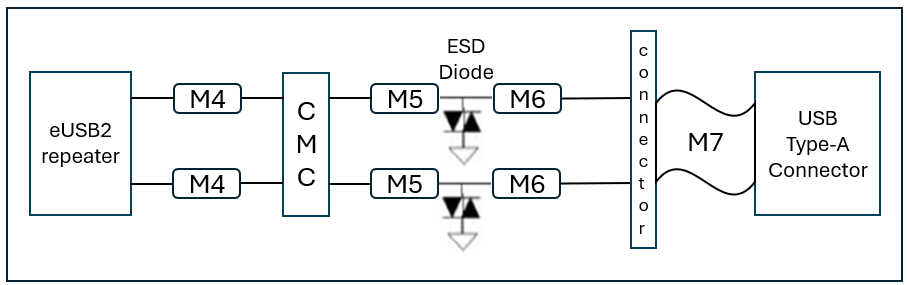 ESD
Diode
eUSB2
repeater
M4
M4
C
M
C
M5
M5
M6
M6
c
o
n
n
e
c
t
o
r
M7
USB
Type-A
Connector